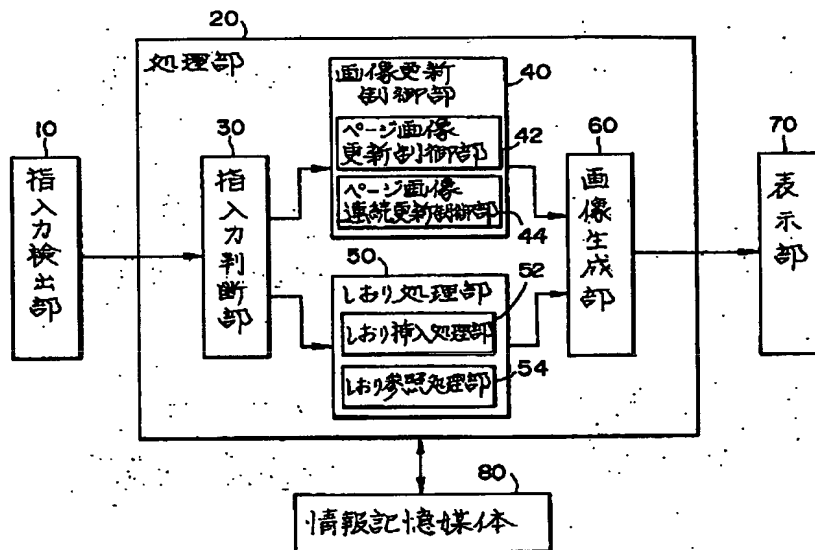 20
処理部
10
指入力検出部
30
指入力判断部
40
画像更新
制御部
ページ画像
更新制御部
42
ページ画像
連続更新制御部
44
50
しおり処理部
52
しおり挿入処理部
54
しおり参照処理部
60
画像生成部
70
表示部
80
情報記憶媒体